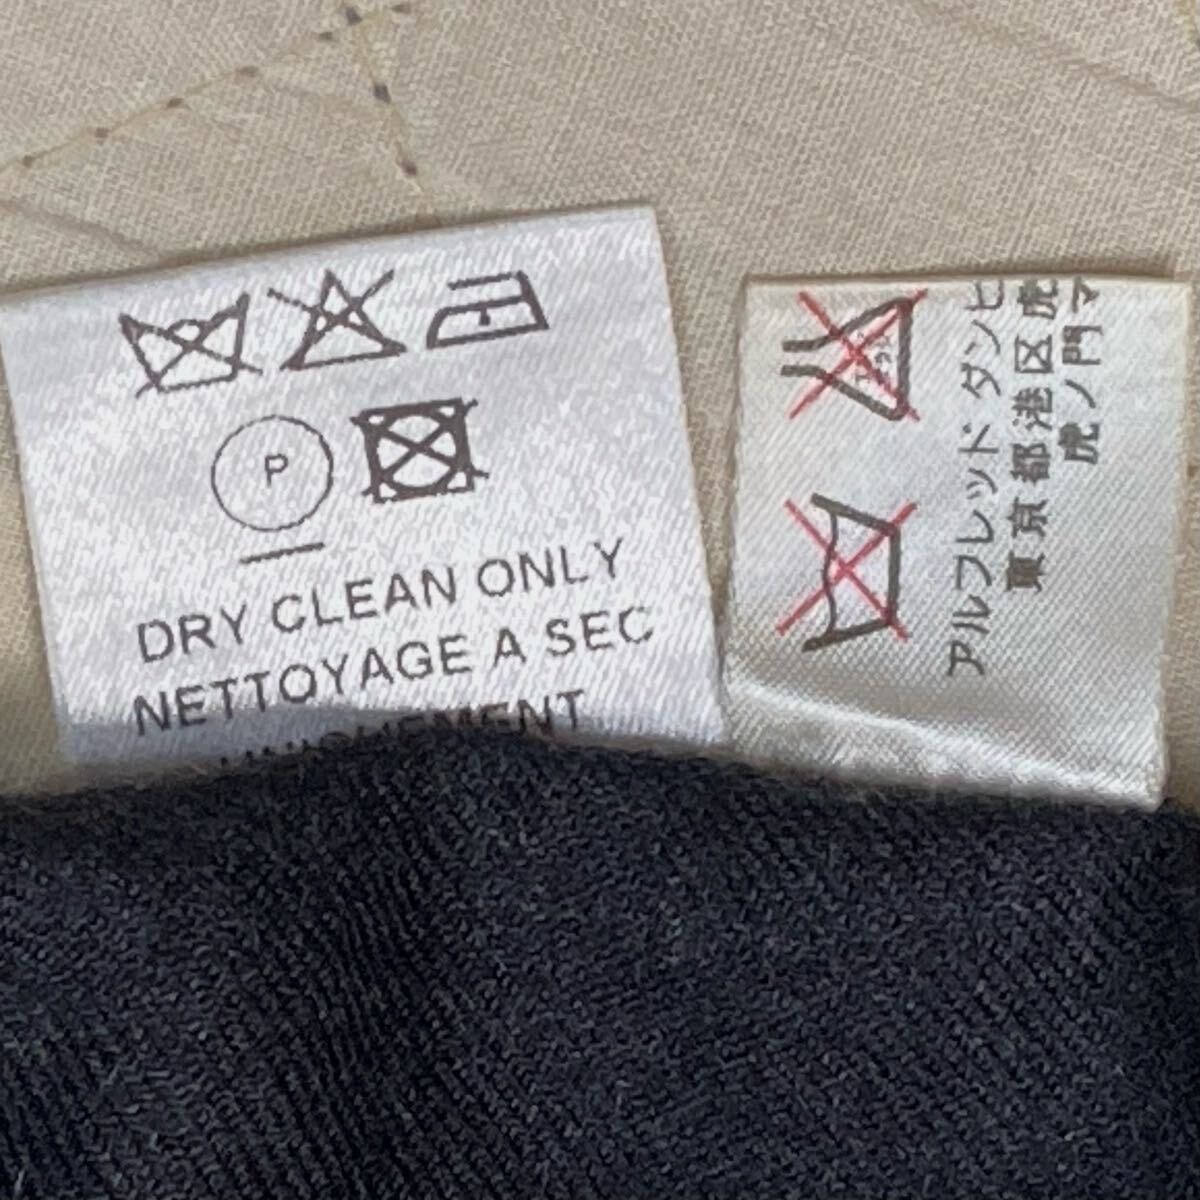 P
DRY CLEAN ONLY
NETTOYAGE A SEC
アルフレッド ダンヒ
東京都港区虎
虎ノ門マ